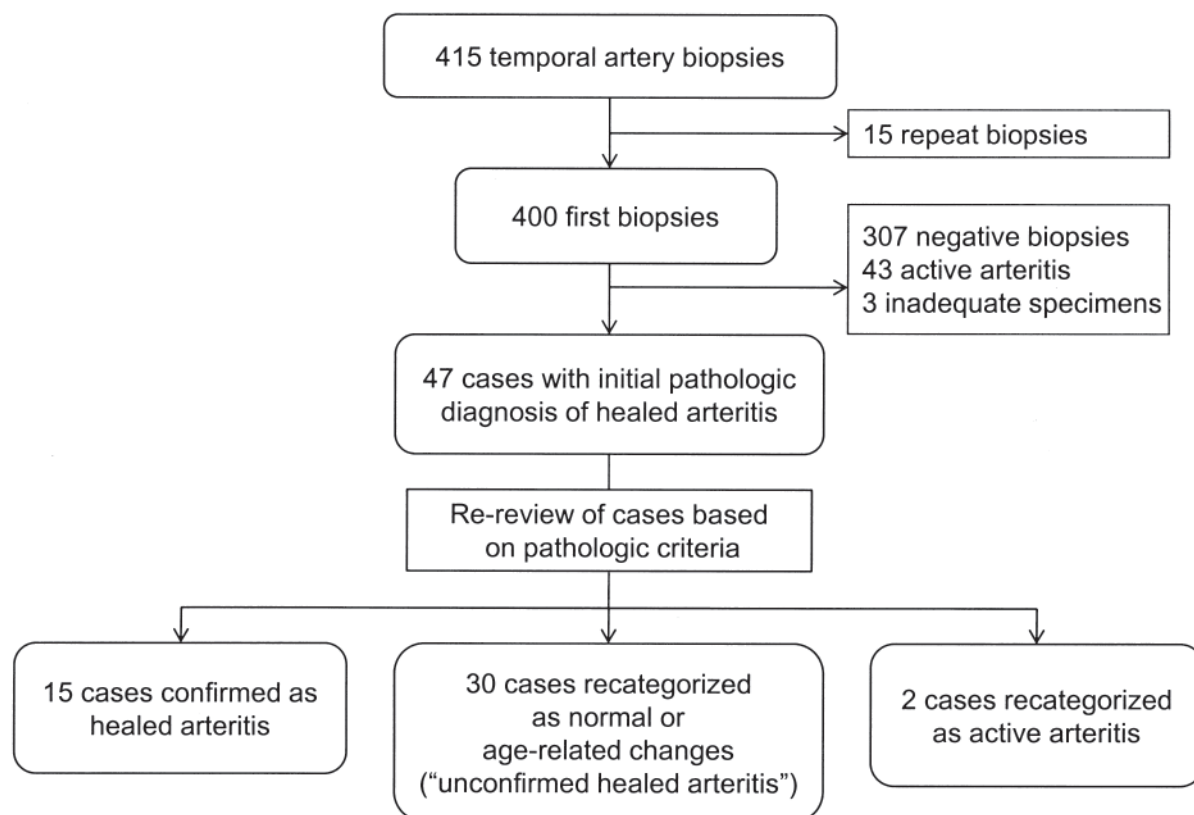 415 temporal artery biopsies
15 repeat biopsies
400 first biopsies
307 negative biopsies
43 active arteritis
3 inadequate specimens
47 cases with initial pathologic
diagnosis of healed arteritis
Re-review of cases based
on pathologic criteria
15 cases confirmed as
healed arteritis
30 cases recategorized
as normal or
age-related changes
(“unconfirmed healed arteritis”)
2 cases recategorized
as active arteritis